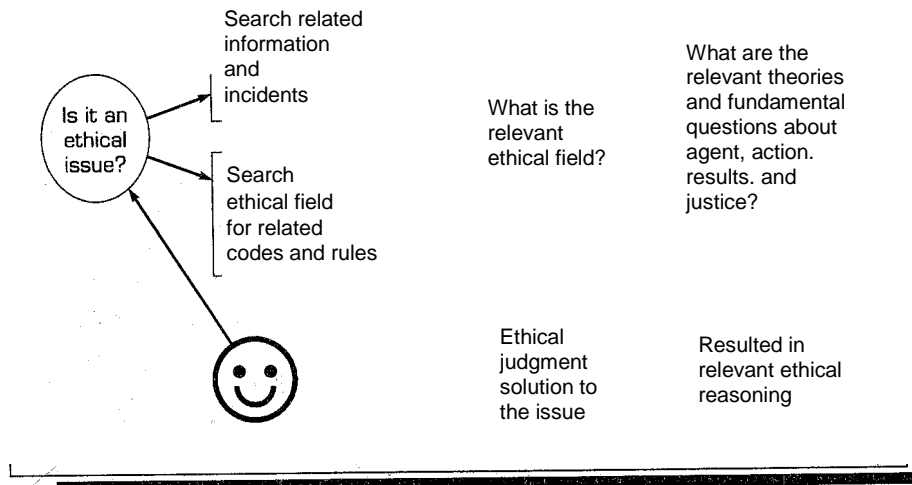 Search related
information
and
incidents
Is it an
ethical
issue?
Search
ethical field
for related
codes and rules
What is the
relevant
ethical field?
What are the
relevant theories
and fundamental
questions about
agent, action.
results. and
justice?
Ethical
judgment
solution to
the issue
Resulted in
relevant ethical
reasoning